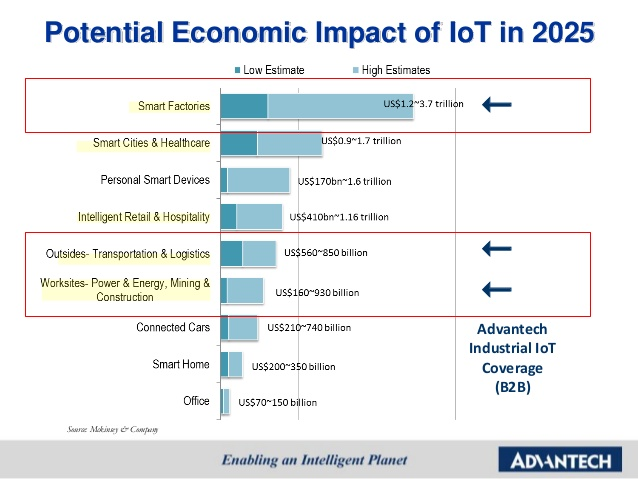 Potential Economic Impact of IoT in 2025
Low Estimate High Estimates
Smart Factories US$1.2~3.7 trillion
Smart Cities & Healthcare US$0.9~1.7 trillion
Personal Smart Devices US$170bn~1.6 trillion
Intelligent Retail & Hospitality US$410bn~1.16 trillion
Outsides- Transportation & Logistics US$560~850 billion
Worksites- Power & Energy, Mining &
Construction US$160~930 billion
Connected Cars US$210~740 billion
Smart Home US$200~350 billion
Office US$70~150 billion
Advantech
Industrial IoT
Coverage
(B2B)
Source: Mckinsey & Company
Enabling an Intelligent Planet
ADVANTECH